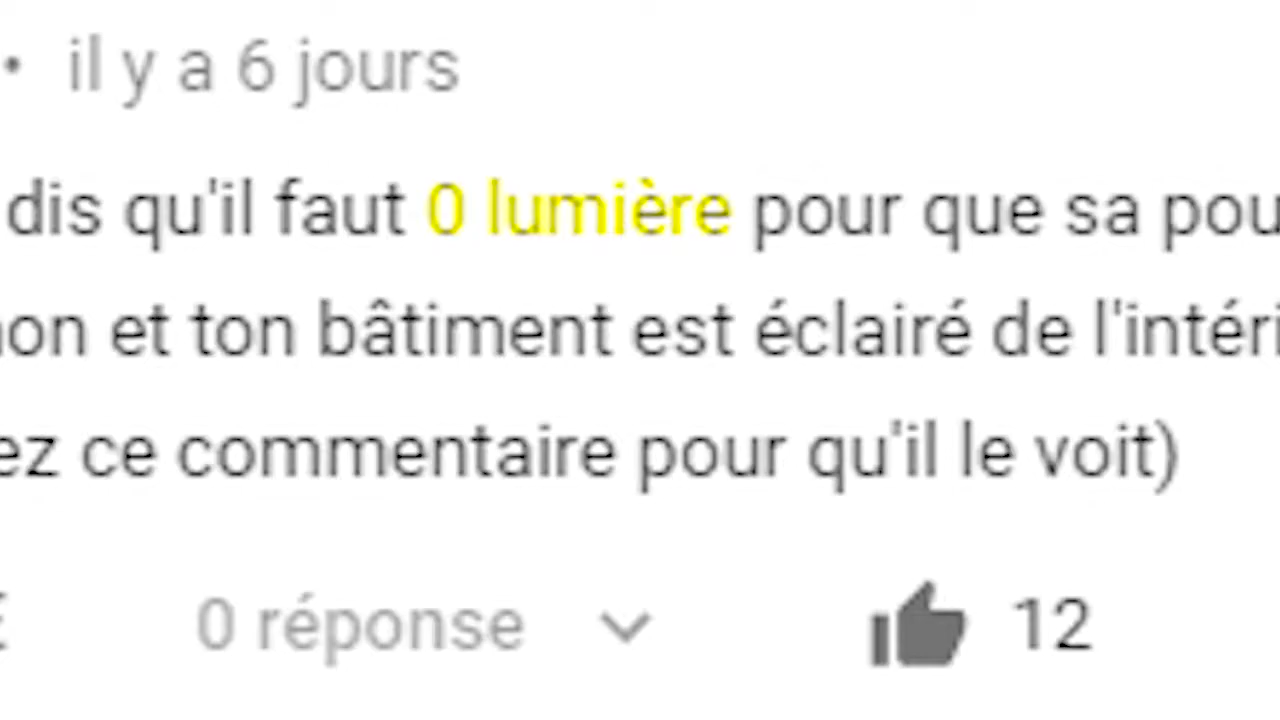 • il y a 6 jours
dis qu'il faut 0 lumière pour que sa pou
et ton bâtiment est éclairé de l'intéri
ez ce commentaire pour qu'il le voit)
0 réponse 12